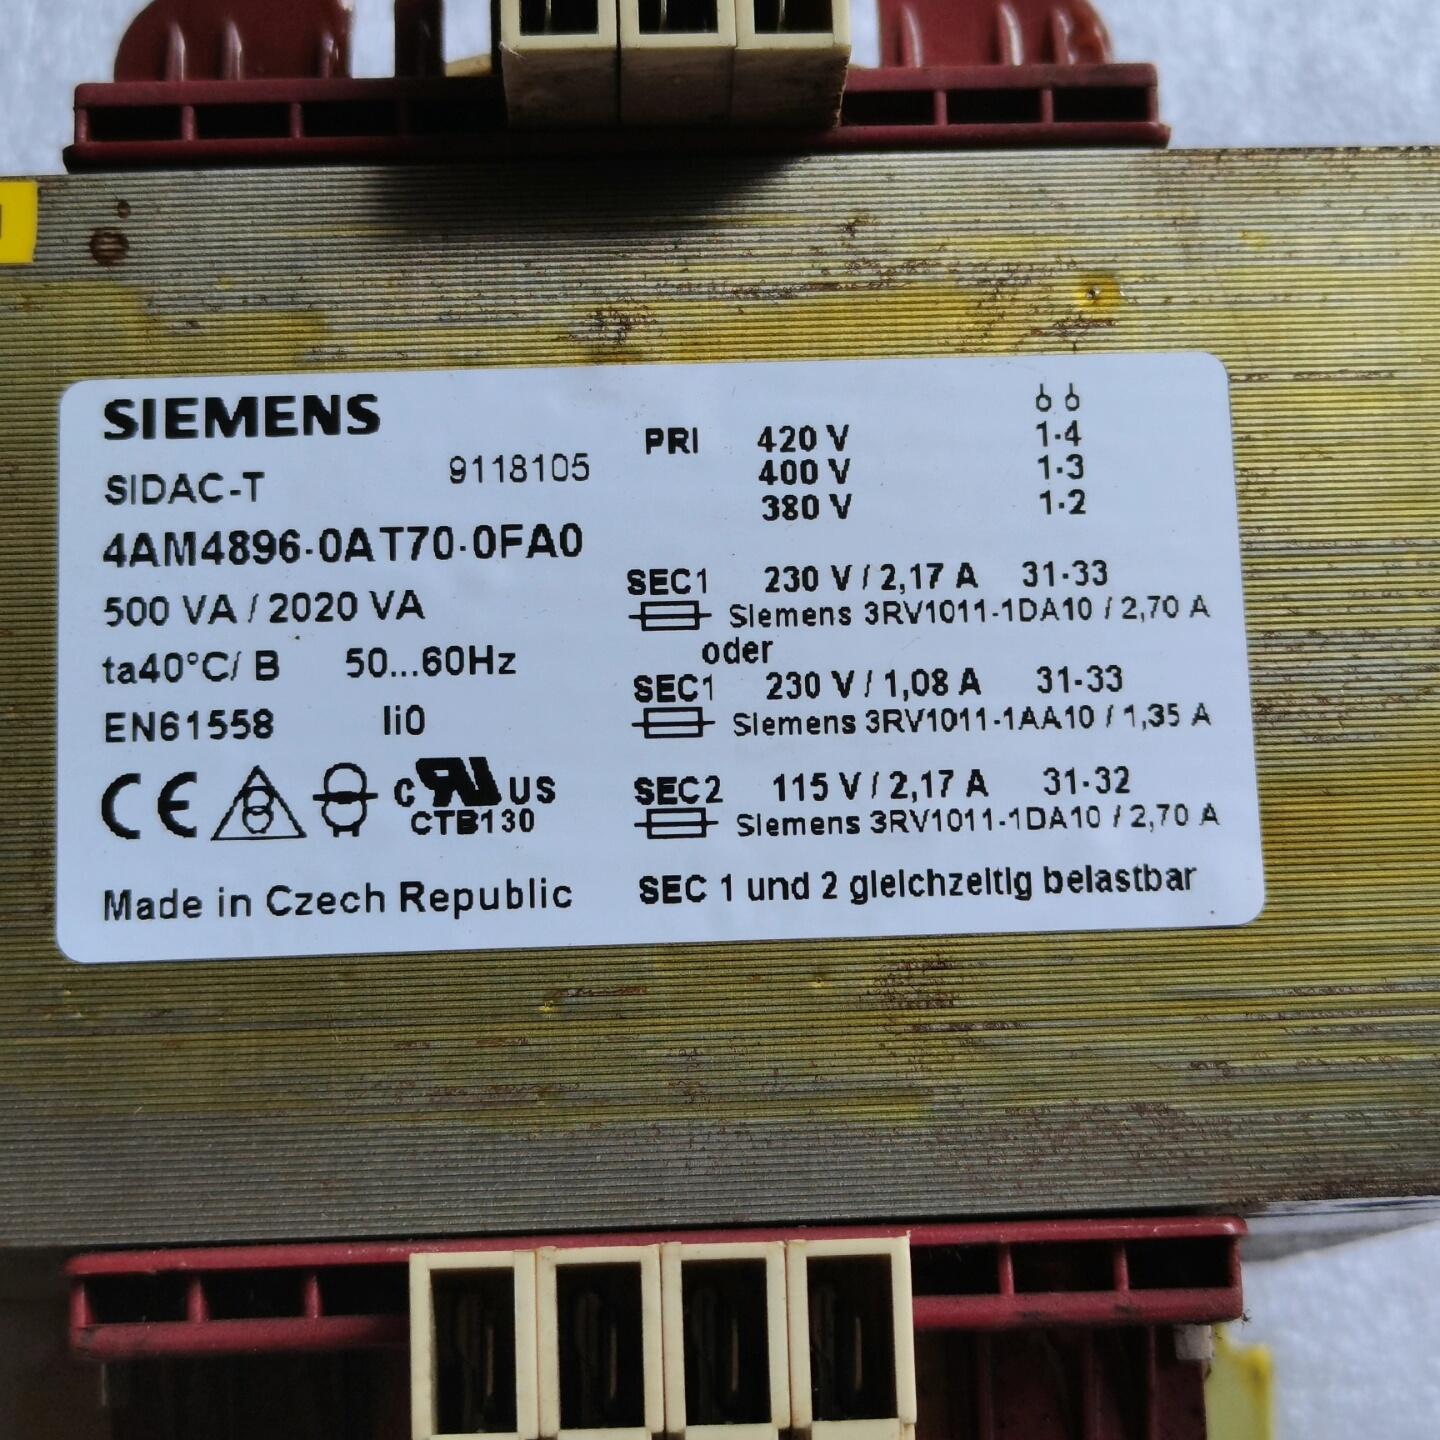 SIEMENS
SIDAC-T 9118105
4AM4896-0AT70-0FA0
500 VA / 2020 VA
ta40°C/ B 50...60Hz
EN61558 Ii0
CE C UR US
CTB130
Made in Czech Republic
PRI 420 V 1-4
400 V 1-3
380 V 1-2
SEC1 230 V / 2,17 A 31-33
Siemens 3RV1011-1DA10 / 2,70 A
oder
SEC1 230 V / 1,08 A 31-33
Siemens 3RV1011-1AA10 / 1,35 A
SEC2 115 V / 2,17 A 31-32
Siemens 3RV1011-1DA10 / 2,70 A
SEC 1 und 2 gleichzeitig belastbar